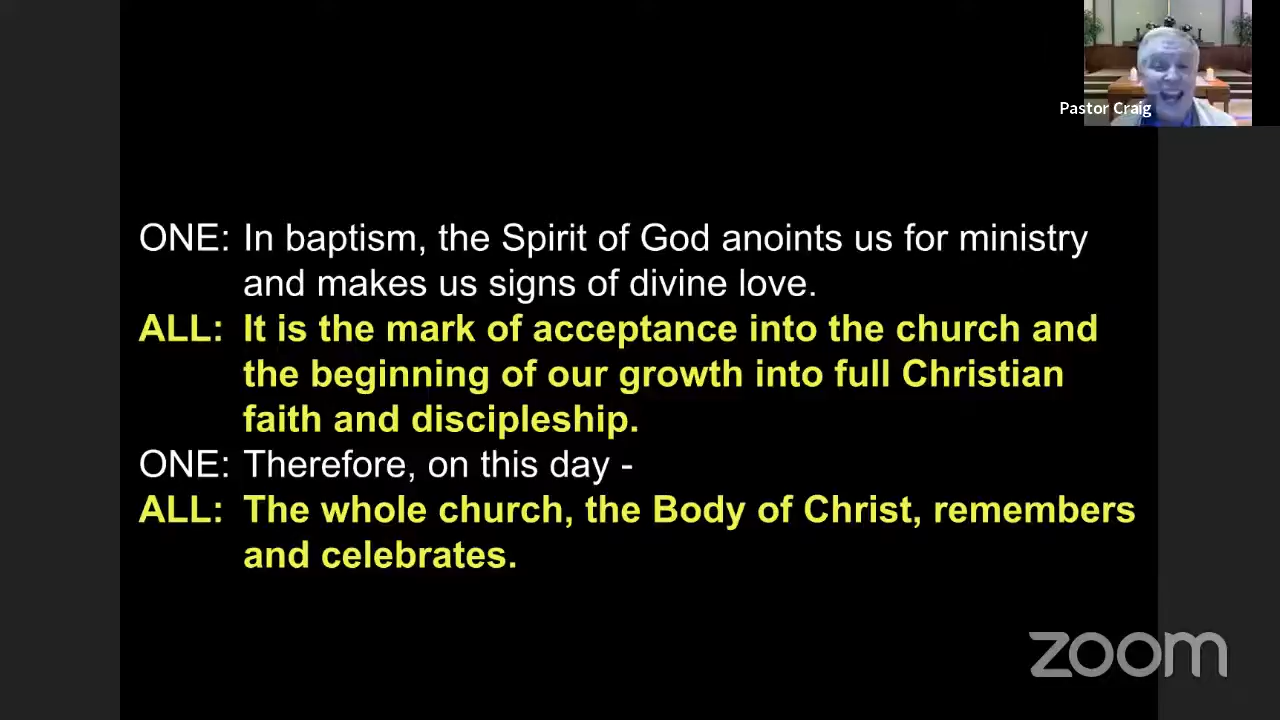 Pastor Craig
ONE: In baptism, the Spirit of God anoints us for ministry
and makes us signs of divine love.
ALL: It is the mark of acceptance into the church and
the beginning of our growth into full Christian
faith and discipleship.
ONE: Therefore, on this day -
ALL: The whole church, the Body of Christ, remembers
and celebrates.
zoom